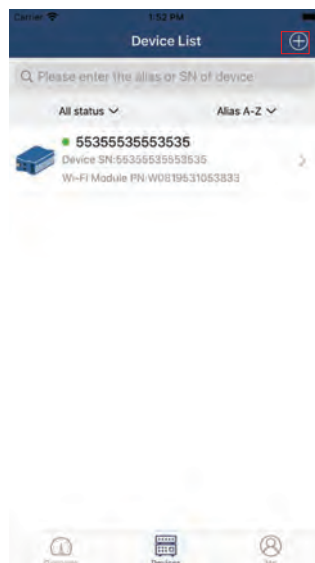 Carrier 1:52 PM
Device List
Please enter the alias or SN of device
All status Alias A-Z
55355535553535
Device SN:55355535553535
Wi-Fi Module PN:W0819531053833
Devices